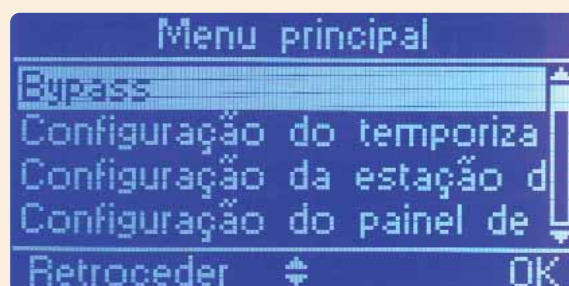 Menu principal
Bypass
Configuração do temporiza
Configuração da estação d
Configuração do painel de
Retroceder OK